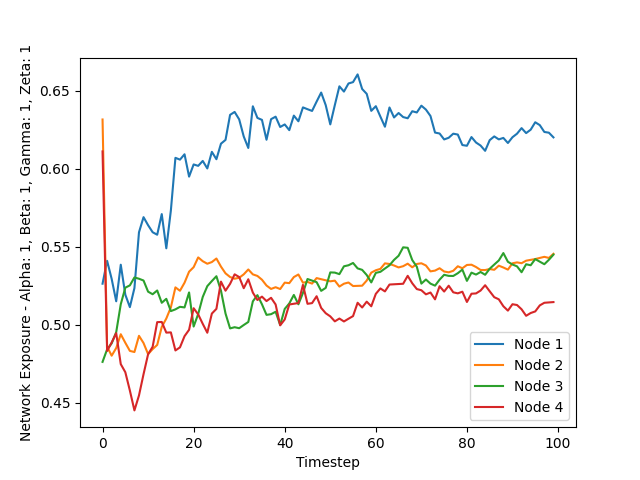 Network Exposure - Alpha: 1, Beta: 1, Gamma: 1, Zeta: 1
0.65
0.60
0.55
0.50
0.45
Node 1
Node 2
Node 3
Node 4
0 20 40 60 80 100
Timestep